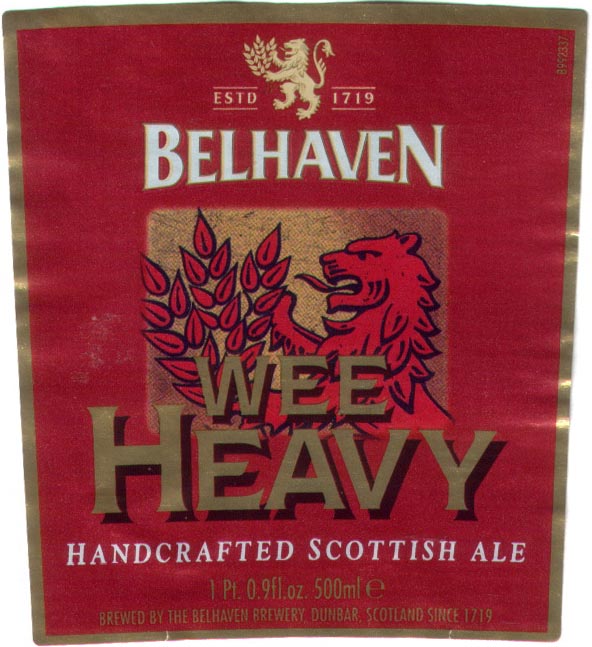 ESTD 1719
BELHAVEN
WEE
HEAVY
HANDCRAFTED SCOTTISH ALE
1 Pt. 0.9fl.oz. 500ml e
BREWED BY THE BELHAVEN BREWERY, DUNBAR, SCOTLAND SINCE 1719
8992337